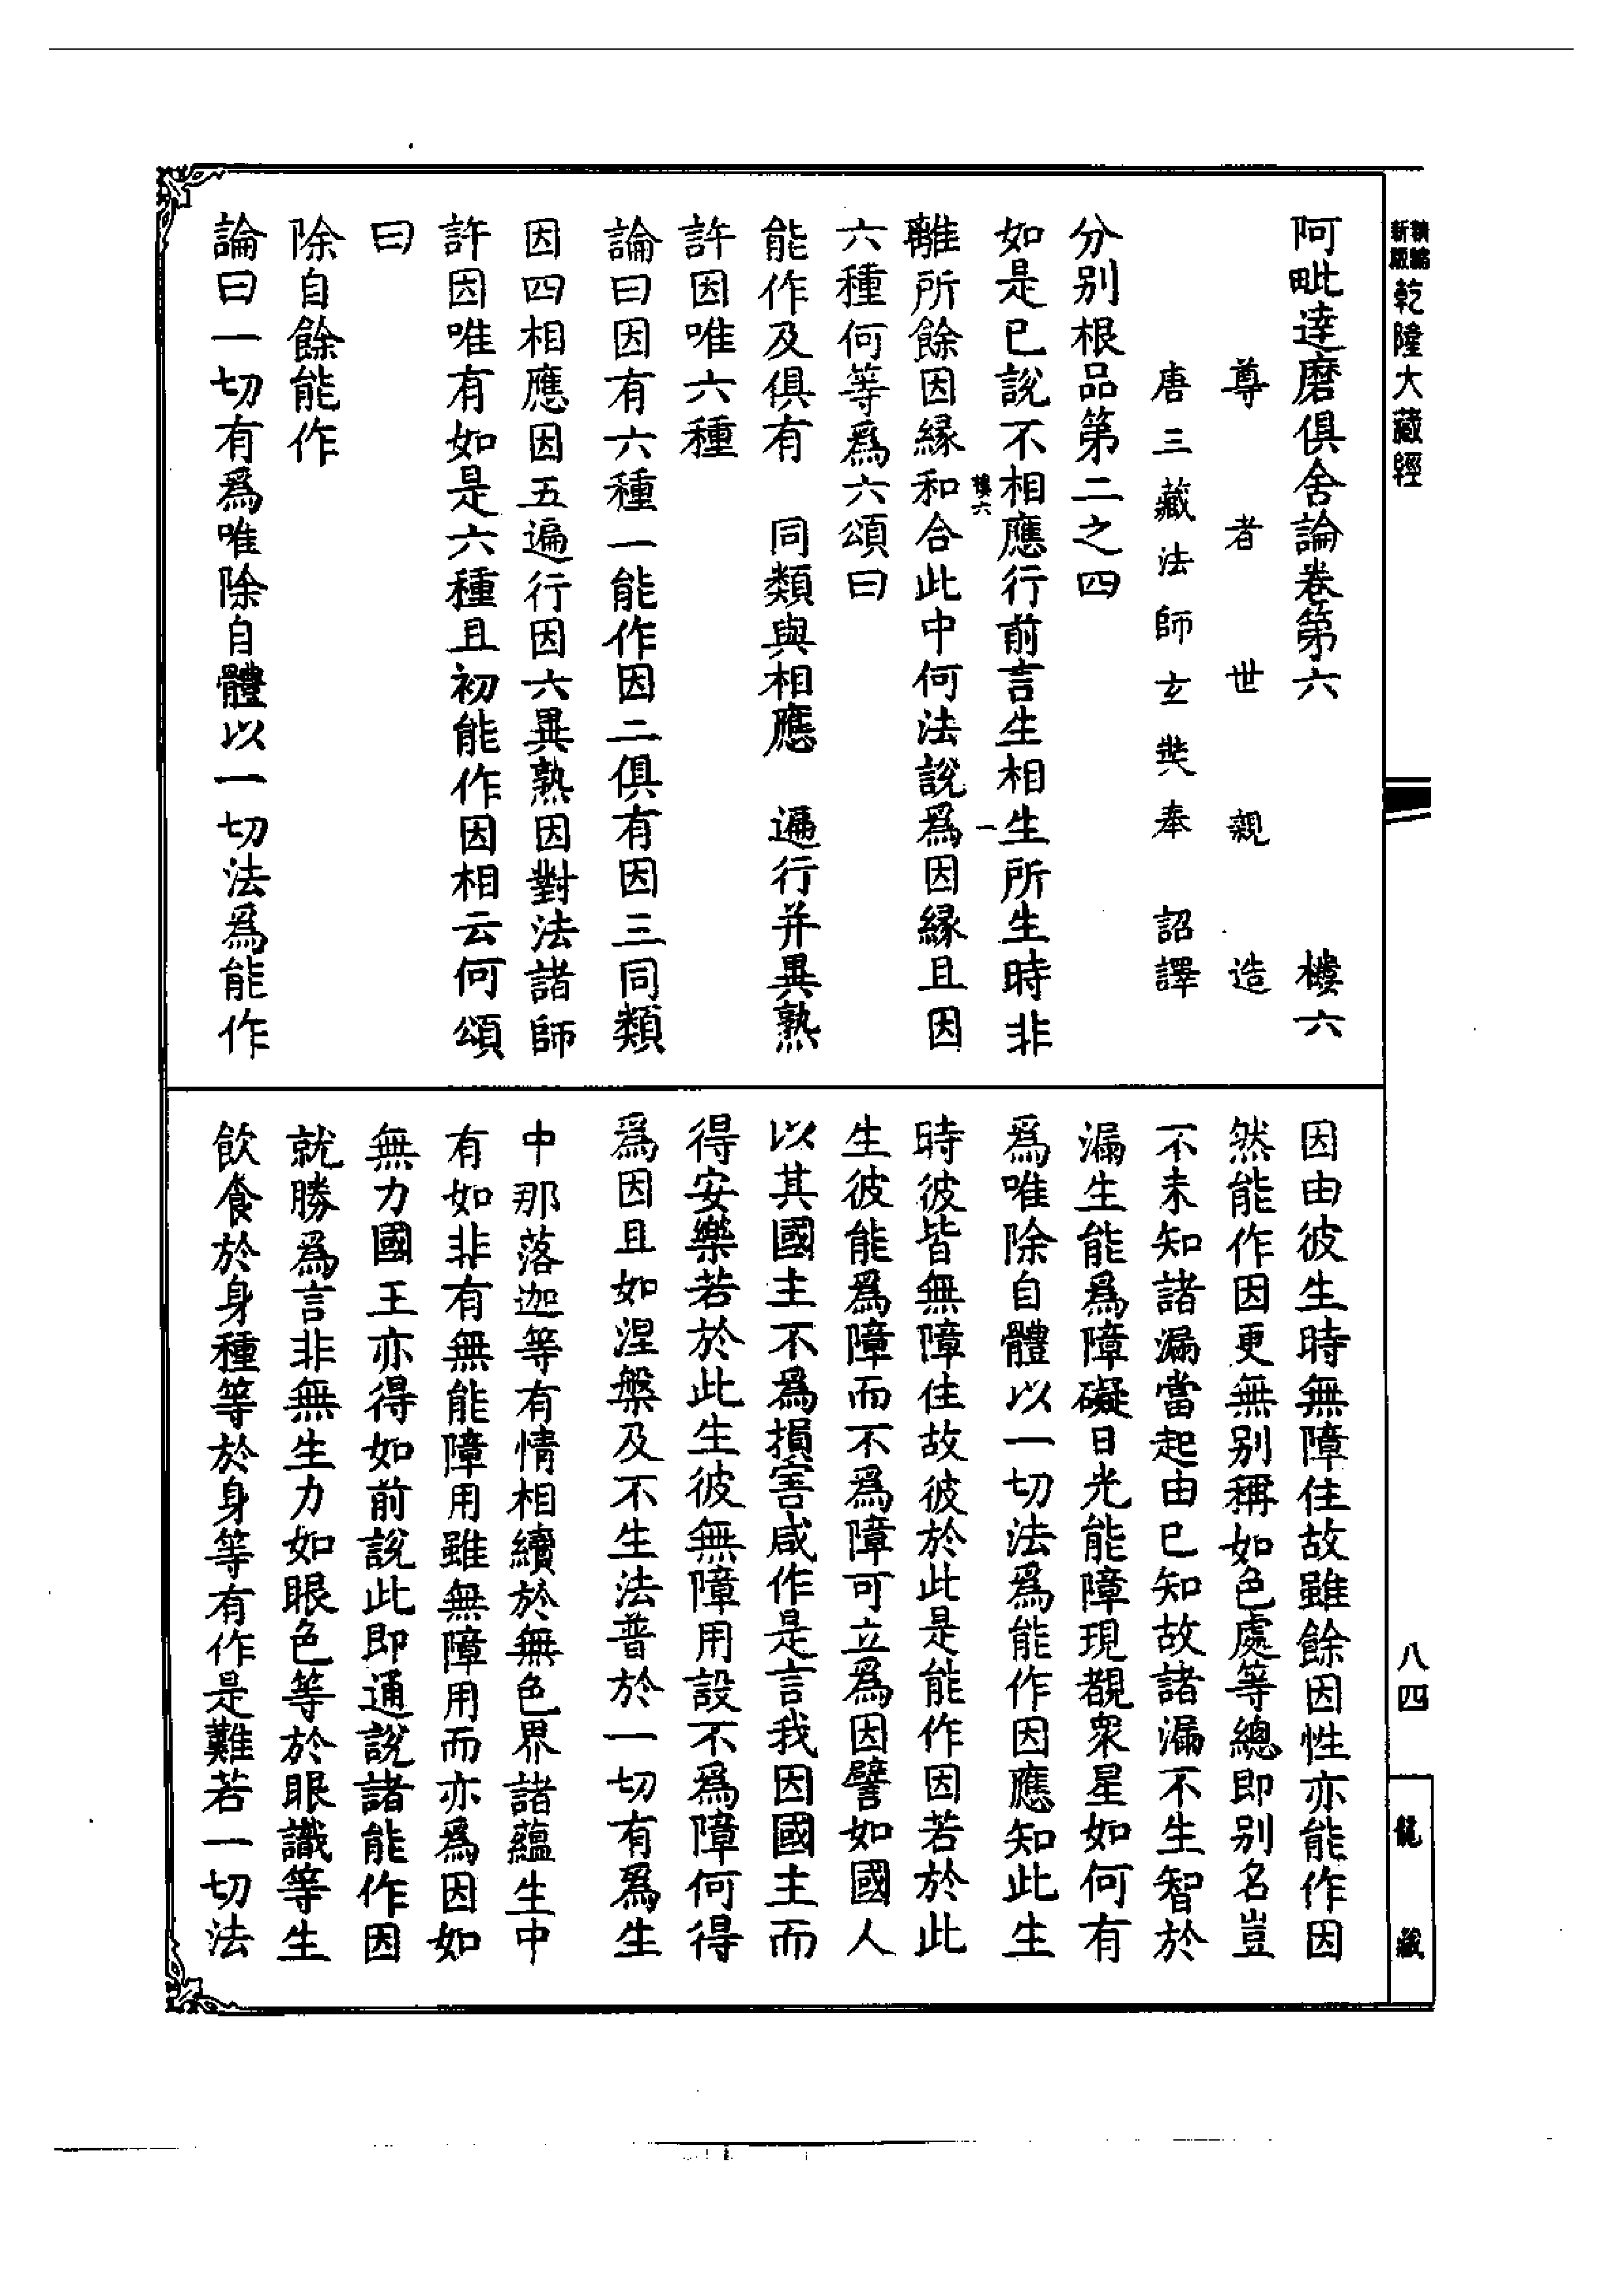 精縮新版乾隆大藏經
八四
龍藏
阿毗達磨俱舍論卷第六　樓六
尊者世親造
唐三藏法師玄奘奉　詔譯
分别根品第二之四
如是已說不相應行前言生相生所生時非
樓六　一
離所餘因緣和合此中何法說爲因緣且因
六種何等爲六頌曰
能作及俱有　同類與相應　遍行并異熟
許因唯六種
論曰因有六種一能作因二俱有因三同類
因四相應因五遍行因六異熟因對法諸師
許因唯有如是六種且初能作因相云何頌
曰
除自餘能作
論曰一切有爲唯除自體以一切法爲能作
因由彼生時無障住故雖餘因性亦能作因
然能作因更無别稱如色處等總即别名豈
不未知諸漏當起由已知故諸漏不生智於
漏生能爲障礙日光能障現覩衆星如何有
爲唯除自體以一切法爲能作因應知此生
時彼皆無障住故彼於此是能作因若於此
生彼能爲障而不爲障可立爲因譬如國人
以其國主不爲損害咸作是言我因國主而
得安樂若於此生彼無障用設不爲障何得
爲因且如涅槃及不生法普於一切有爲生
中那落迦等有情相續於無色界諸蘊生中
有如非有無能障用雖無障用而亦爲因如
無力國王亦得如前說此即通說諸能作因
就勝爲言非無生力如眼色等於眼識等生
飲食於身種等於身等有作是難若一切法